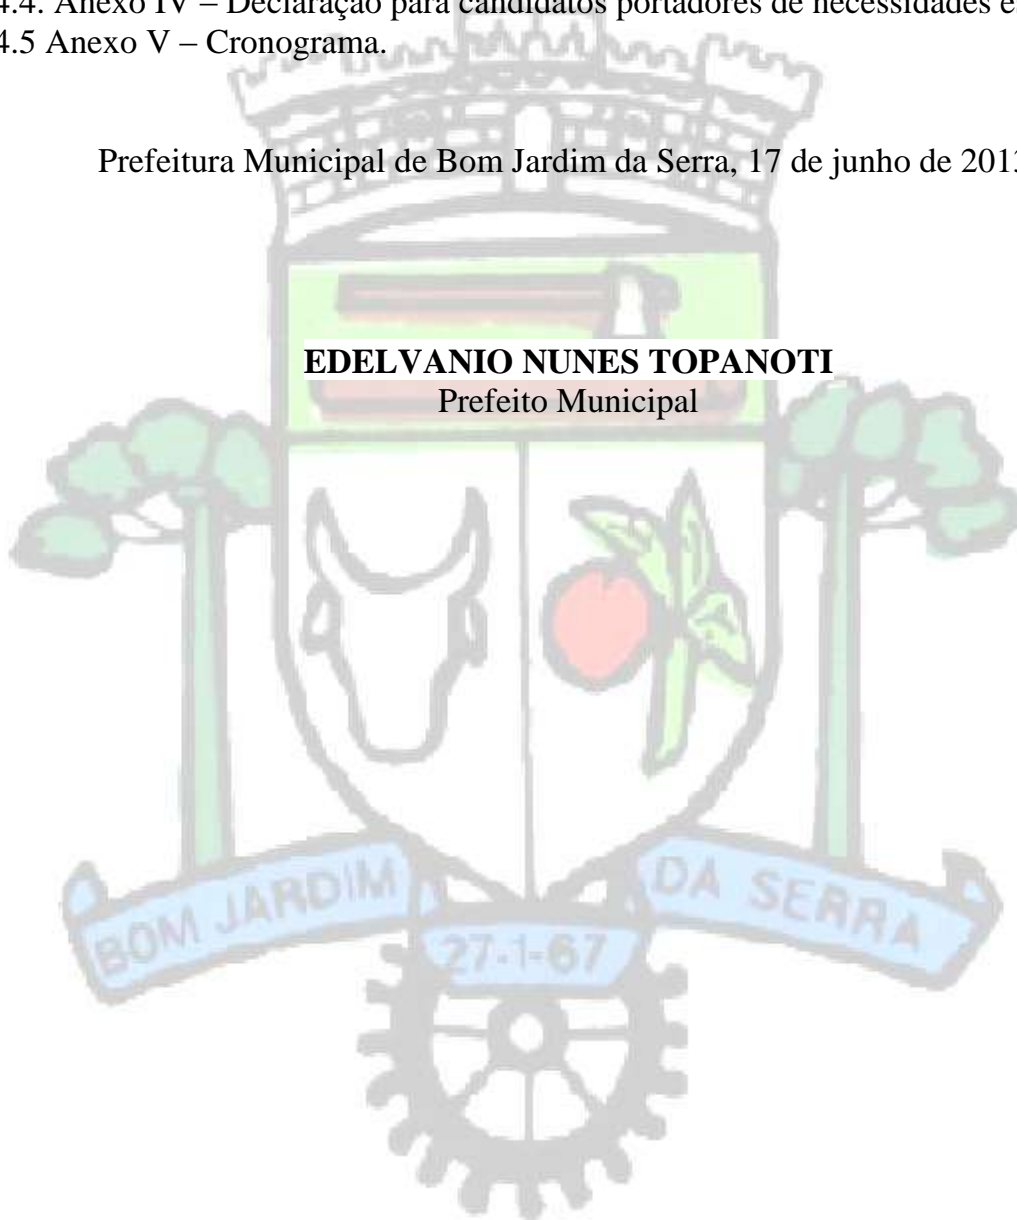 4.4. Anexo IV – Declaração para candidatos portadores de necessidades
4.5 Anexo V – Cronograma.
Prefeitura Municipal de Bom Jardim da Serra, 17 de junho de 2013
EDELVANIO NUNES TOPANOTI
Prefeito Municipal
BOM JARDIM
DA SERRA
27-1-67